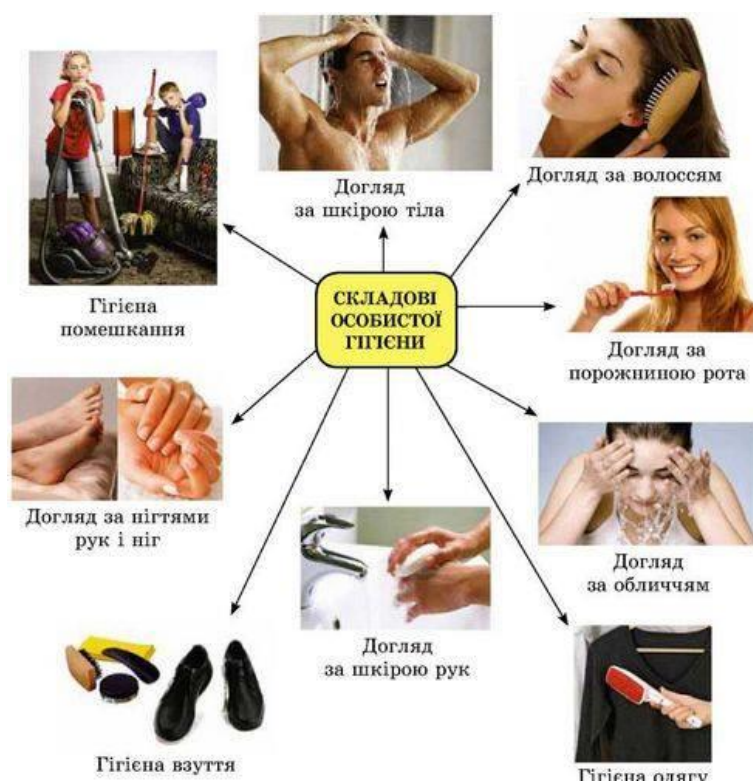 Догляд
за шкірою тіла
Догляд за волоссям
Гігієна
помешкання
СКЛАДОВІ
ОСОБИСТОЇ
ГІГІЄНИ
Догляд за
порожниною рота
Догляд за нігтями
рук і ніг
Догляд
за шкірою рук
Догляд
за обличчям
Гігієна взуття
Гігієна одягу